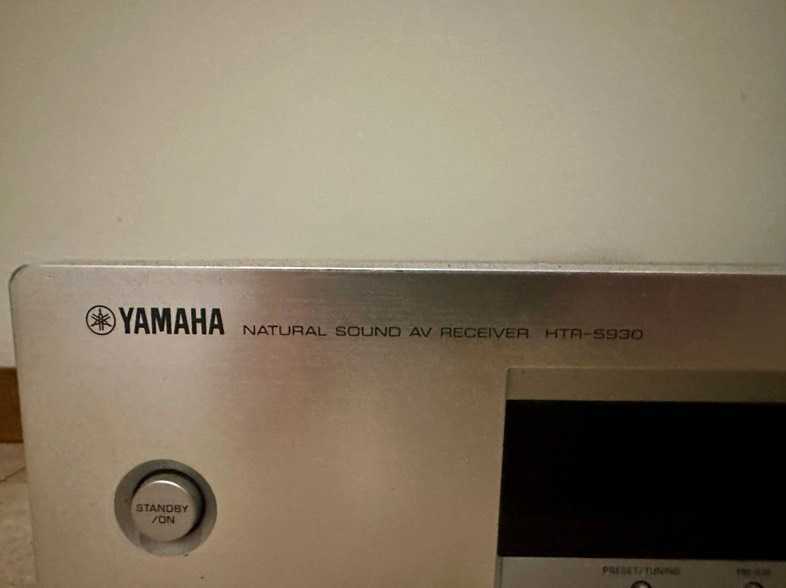 YAMAHA NATURAL SOUND AV RECEIVER HTR-5930
STANDBY
/ON
PRESET/TUNING